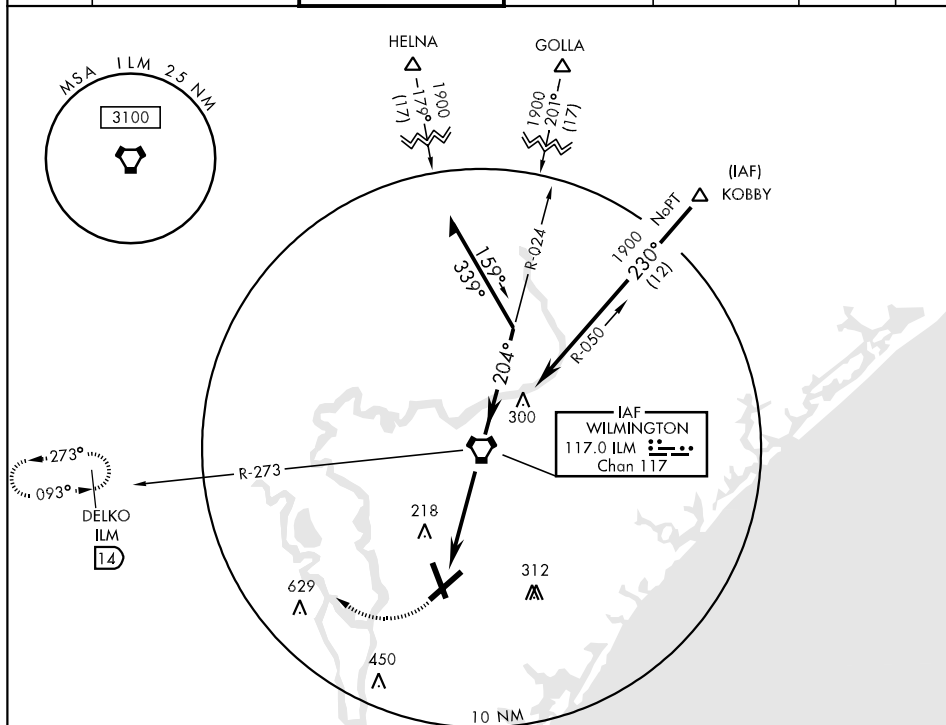 MSA ILM 25 NM
3100
HELNA
1900
179°
(17)
GOLLA
1900
201°
(17)
(IAF)
KOBBY
NoPT
1900
230°
(12)
R-050
R-024
159°
339°
204°
300
IAF
WILMINGTON
117.0 ILM
Chan 117
R-273
273°
093°
DELKO
ILM
14
218
312
629
450
10 NM